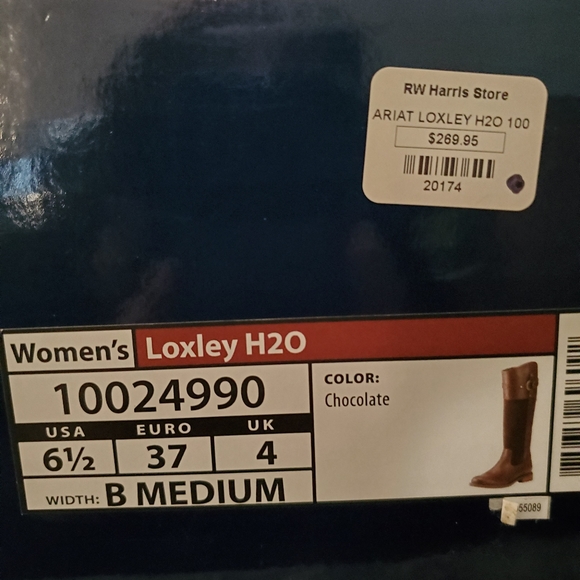 RW Harris Store
ARIAT LOXLEY H2O 100
$269.95
20174
Women's Loxley H2O
10024990
COLOR:
Chocolate
USA EURO UK
6½ 37 4
WIDTH: B MEDIUM
55089